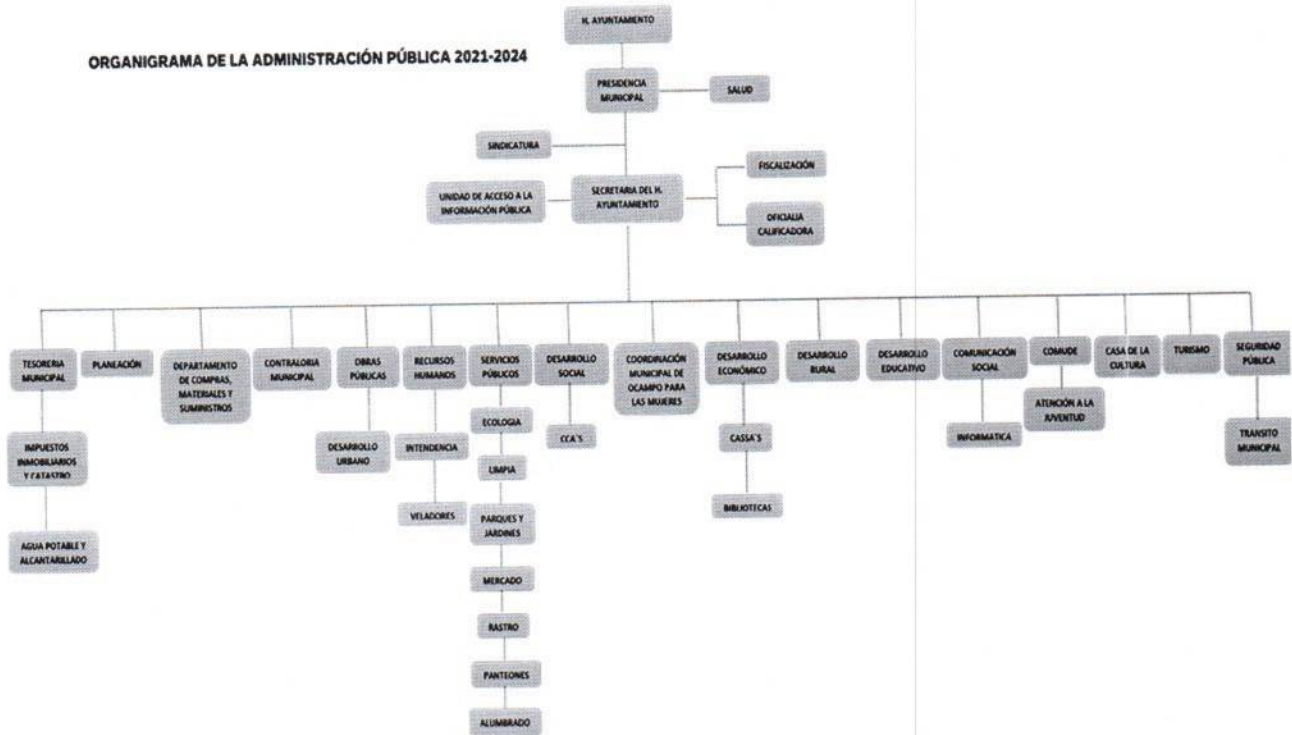 H. AYUNTAMIENTO
ORGANIGRAMA DE LA ADMINISTRACIÓN PÚBLICA 2021-2024
PRESIDENCIA
MUNICIPAL
SALUD
SINDICATURA
FISCALIZACIÓN
UNIDAD DE ACCESO A LA
INFORMACIÓN PÚBLICA
SECRETARIA DEL H.
AYUNTAMIENTO
OFICIALIA
CALIFICADORA
TESORERIA
MUNICIPAL
PLANEACIÓN
DEPARTAMENTO
DE COMPRAS,
MATERIALES Y
SUMINISTROS
CONTRALORIA
MUNICIPAL
OBRAS
PÚBLICAS
RECURSOS
HUMANOS
SERVICIOS
PÚBLICOS
DESARROLLO
SOCIAL
COORDINACIÓN
MUNICIPAL DE
OCAMPO PARA
LAS MUJERES
DESARROLLO
ECONÓMICO
DESARROLLO
RURAL
DESARROLLO
EDUCATIVO
COMUNICACIÓN
SOCIAL
COMUDE
CASA DE LA
CULTURA
TURISMO
SEGURIDAD
PÚBLICA
IMPUESTOS
INMOBILIARIOS
Y CATASTRO
DESARROLLO
URBANO
INTENDENCIA
ECOLOGIA
CCA´S
CASSA´S
INFORMATICA
ATENCIÓN A LA
JUVENTUD
TRANSITO
MUNICIPAL
LIMPIA
AGUA POTABLE Y
ALCANTARILLADO
VELADORES
PARQUES Y
JARDINES
BIBLIOTECAS
MERCADO
RASTRO
PANTEONES
ALUMBRADO